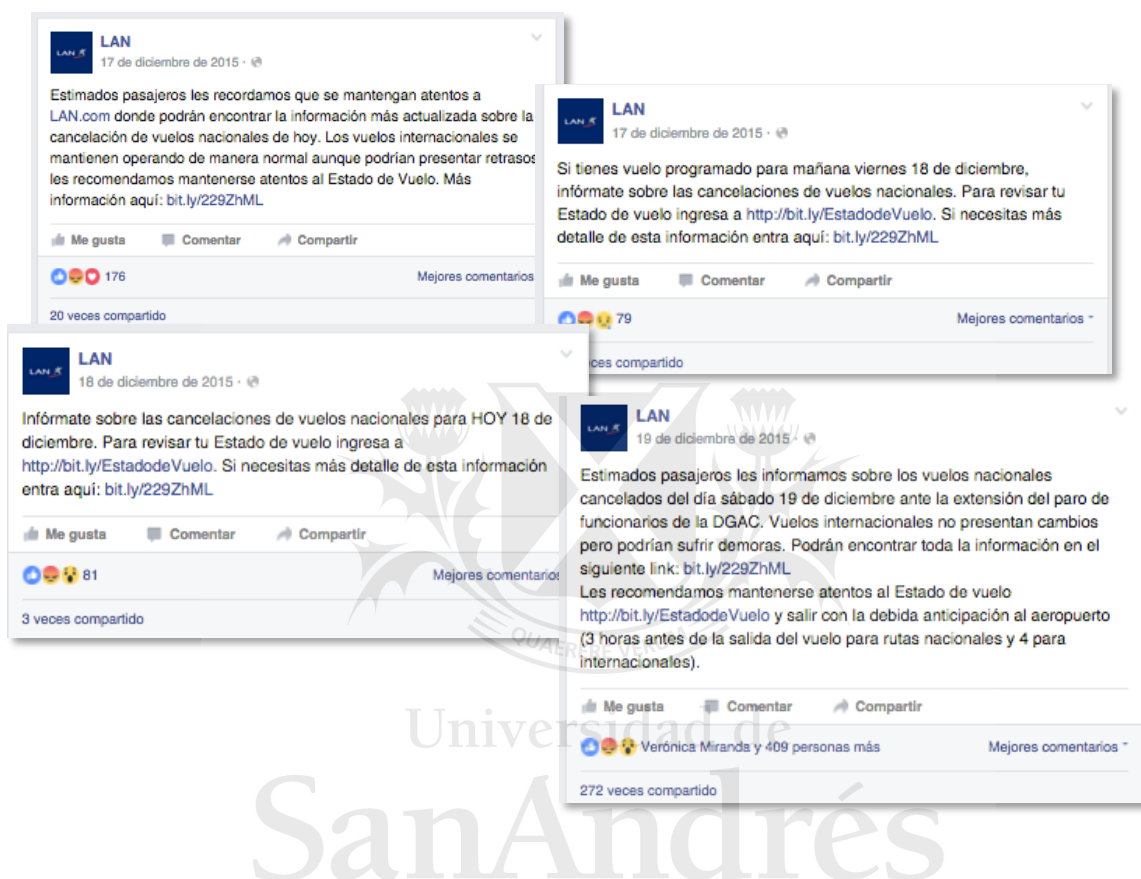 LAN
LAN
17 de diciembre de 2015 ·
Estimados pasajeros les recordamos que se mantengan atentos a
LAN.com donde podrán encontrar la información más actualizada sobre la
cancelación de vuelos nacionales de hoy. Los vuelos internacionales se
mantienen operando de manera normal aunque podrían presentar retrasos
les recomendamos mantenerse atentos al Estado de Vuelo. Más
información aquí: bit.ly/229ZhML
Me gusta Comentar Compartir
176 Mejores comentarios
20 veces compartido
LAN
LAN
17 de diciembre de 2015 ·
Si tienes vuelo programado para mañana viernes 18 de diciembre,
infórmate sobre las cancelaciones de vuelos nacionales. Para revisar tu
Estado de vuelo ingresa a http://bit.ly/EstadodeVuelo. Si necesitas más
detalle de esta información entra aquí: bit.ly/229ZhML
Me gusta Comentar Compartir
79 Mejores comentarios
ces compartido
LAN
LAN
18 de diciembre de 2015 ·
Infórmate sobre las cancelaciones de vuelos nacionales para HOY 18 de
diciembre. Para revisar tu Estado de vuelo ingresa a
http://bit.ly/EstadodeVuelo. Si necesitas más detalle de esta información
entra aquí: bit.ly/229ZhML
Me gusta Comentar Compartir
81 Mejores comentarios
3 veces compartido
LAN
LAN
19 de diciembre de 2015 ·
Estimados pasajeros les informamos sobre los vuelos nacionales
cancelados del día sábado 19 de diciembre ante la extensión del paro de
funcionarios de la DGAC. Vuelos internacionales no presentan cambios
pero podrían sufrir demoras. Podrán encontrar toda la información en el
siguiente link: bit.ly/229ZhML
Les recomendamos mantenerse atentos al Estado de vuelo
http://bit.ly/EstadodeVuelo y salir con la debida anticipación al aeropuerto
(3 horas antes de la salida del vuelo para rutas nacionales y 4 para
internacionales).
Me gusta Comentar Compartir
Verónica Miranda y 409 personas más Mejores comentarios
272 veces compartido
QUAERERE VERUM
Universidad de
SanAndrés